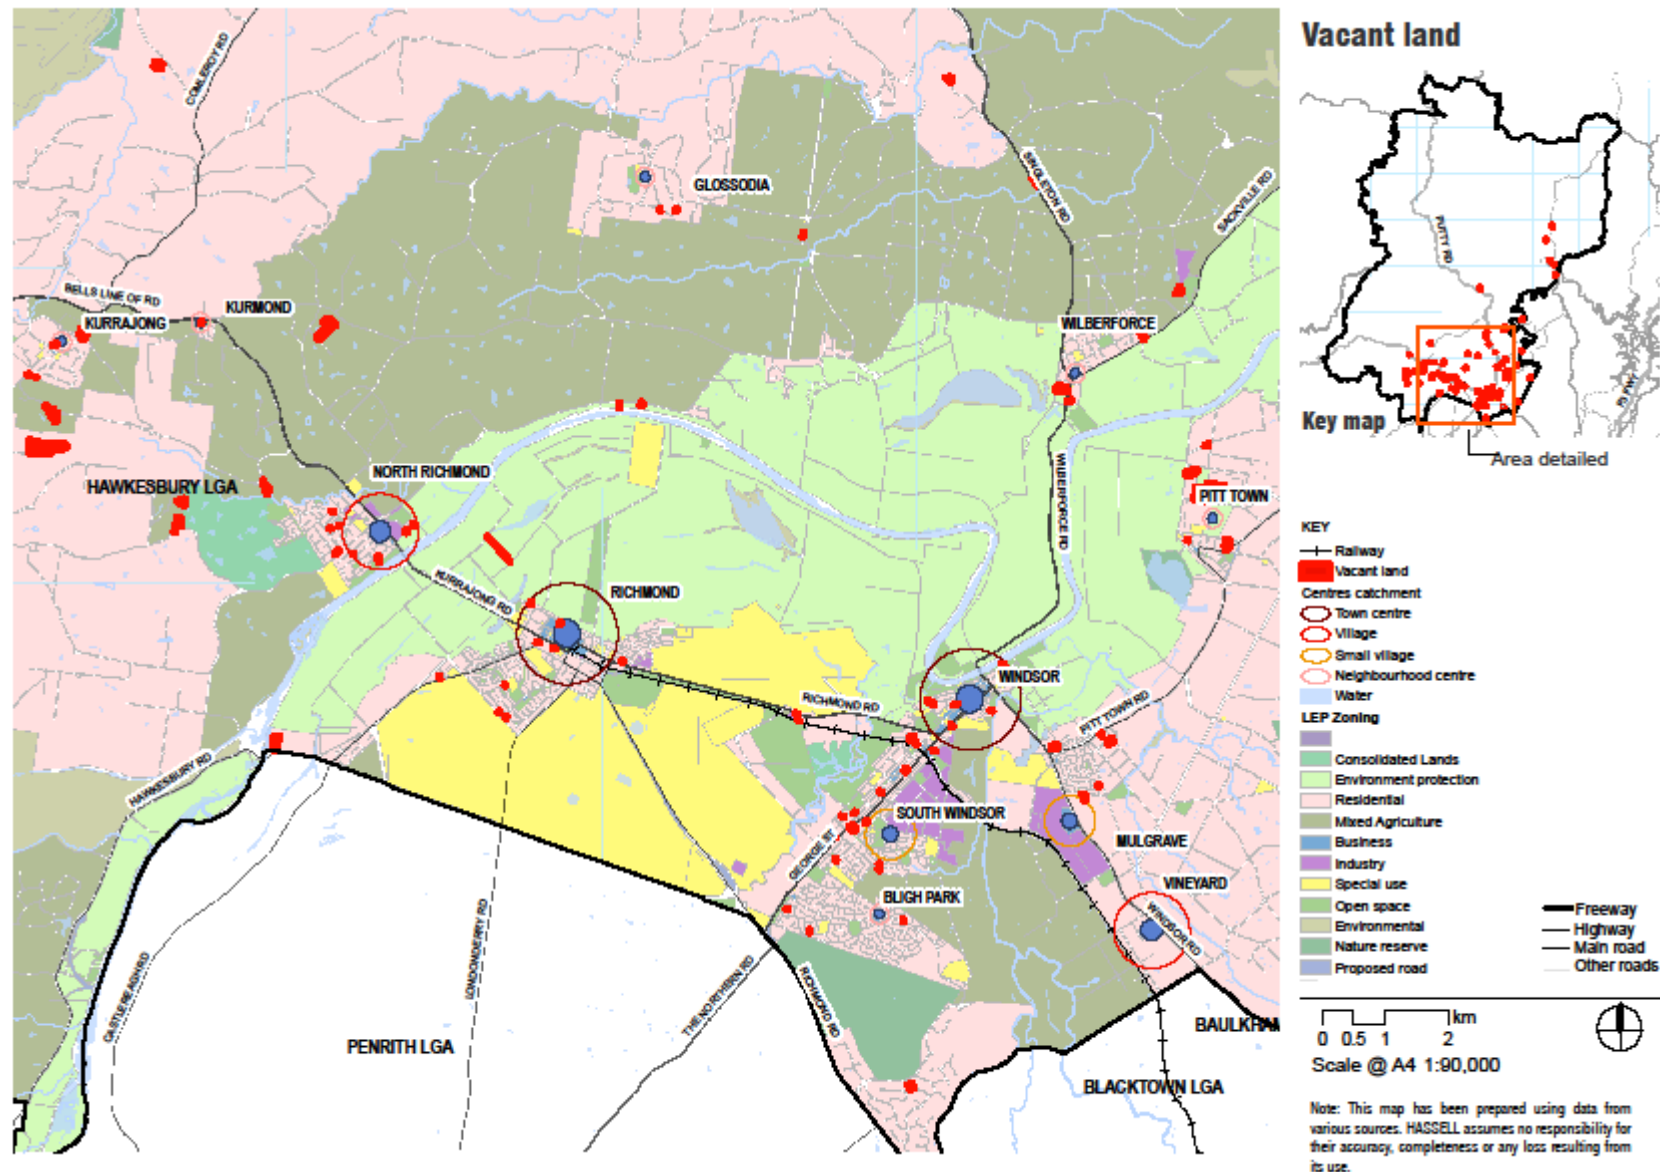 Vacant land
COMLEROY RD
GLOSSODIA
SINGLETON RD
SACKVILLE RD
PUTTY RD
BELLS LINE OF RD
KURMOND
KURRAJONG
WILBERFORCE
Key map
Area detailed
NORTH RICHMOND
HAWKESBURY LGA
WILBERFORCE RD
PITT TOWN
KURRAJONG RD
RICHMOND
WINDSOR
RICHMOND RD
PITT TOWN RD
HAWKESBURY RD
SOUTH WINDSOR
MULGRAVE
GEORGE ST
VINEYARD
BLIGH PARK
WINDSOR RD
LONDONDERRY RD
CASTLEREAGH RD
THE NORTHERN RD
RICHMOND RD
PENRITH LGA
BAULKHAM
BLACKTOWN LGA
KEY
Railway
Vacant land
Centres catchment
Town centre
Village
Small village
Neighbourhood centre
Water
LEP Zoning
Consolidated Lands
Environment protection
Residential
Mixed Agriculture
Business
Industry
Special use
Open space
Environmental
Nature reserve
Proposed road
Freeway
Highway
Main road
Other roads
km
0 0.5 1 2
Scale @ A4 1:90,000
Note: This map has been prepared using data from
various sources. HASSELL assumes no responsibility for
their accuracy, completeness or any loss resulting from
its use.